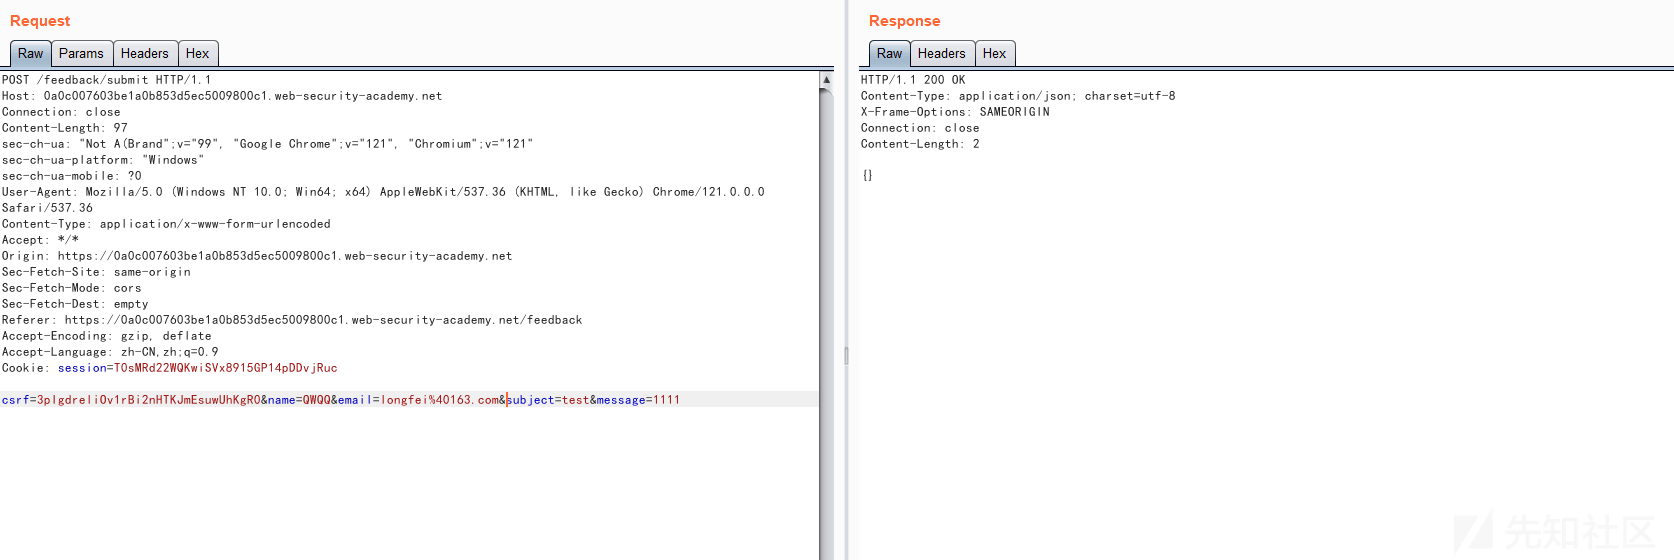 Request
Raw Params Headers Hex
POST /feedback/submit HTTP/1.1
Host: 0a0c007603be1a0b853d5ec5009800c1.web-security-academy.net
Connection: close
Content-Length: 97
sec-ch-ua: "Not A(Brand";v="99", "Google Chrome";v="121", "Chromium";v="121"
sec-ch-ua-platform: "Windows"
sec-ch-ua-mobile: ?0
User-Agent: Mozilla/5.0 (Windows NT 10.0; Win64; x64) AppleWebKit/537.36 (KHTML, like Gecko) Chrome/121.0.0.0
Safari/537.36
Content-Type: application/x-www-form-urlencoded
Accept: */*
Origin: https://0a0c007603be1a0b853d5ec5009800c1.web-security-academy.net
Sec-Fetch-Site: same-origin
Sec-Fetch-Mode: cors
Sec-Fetch-Dest: empty
Referer: https://0a0c007603be1a0b853d5ec5009800c1.web-security-academy.net/feedback
Accept-Encoding: gzip, deflate
Accept-Language: zh-CN,zh;q=0.9
Cookie: session=TOsMRd22WQKwiSVx8915GP14pDDvjRuc
csrf=3plgdreliOv1rBi2nHTKJmEsuwUhKgRO&name=QWQQ&email=longfei%40163.com&subject=test&message=1111
Response
Raw Headers Hex
HTTP/1.1 200 OK
Content-Type: application/json; charset=utf-8
X-Frame-Options: SAMEORIGIN
Connection: close
Content-Length: 2
{}
先知社区